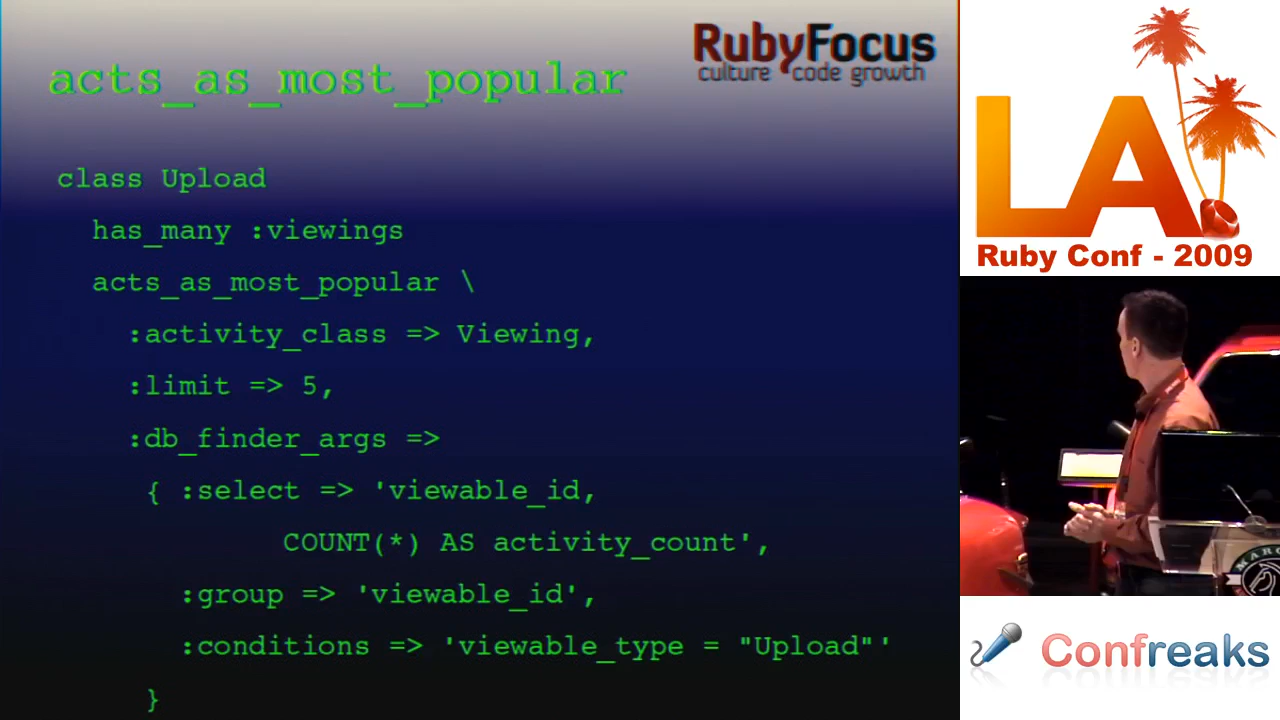 RubyFocus
culture code growth
acts_as_most_popular
class Upload
has_many :viewings
acts_as_most_popular \
:activity_class => Viewing,
:limit => 5,
:db_finder_args =>
{ :select => 'viewable_id,
COUNT(*) AS activity_count',
:group => 'viewable_id',
:conditions => 'viewable_type = "Upload"'
}
LA
Ruby Conf - 2009
Confreaks